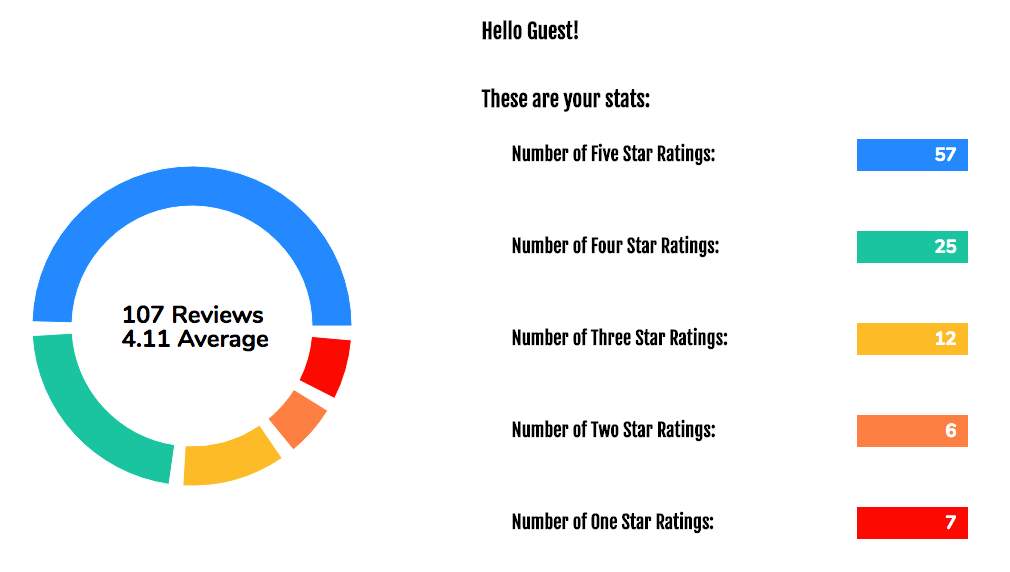 Hello Guest!
These are your stats:
Number of Five Star Ratings: 57
Number of Four Star Ratings: 25
Number of Three Star Ratings: 12
Number of Two Star Ratings: 6
Number of One Star Ratings: 7
107 Reviews
4.11 Average